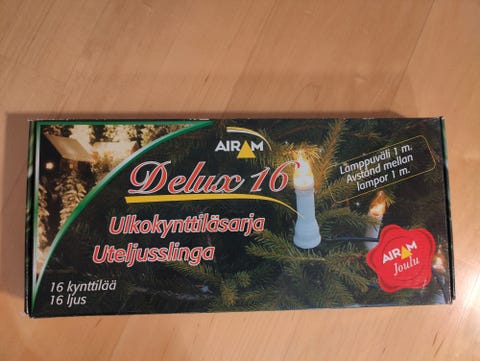 AIRAM
Delux 16
Ulkokynttiläsarja
Uteljusslinga
16 kynttilää
16 ljus
Lamppuväli 1 m.
Avstånd mellan
lampor 1 m.
AIRAM
Joulu